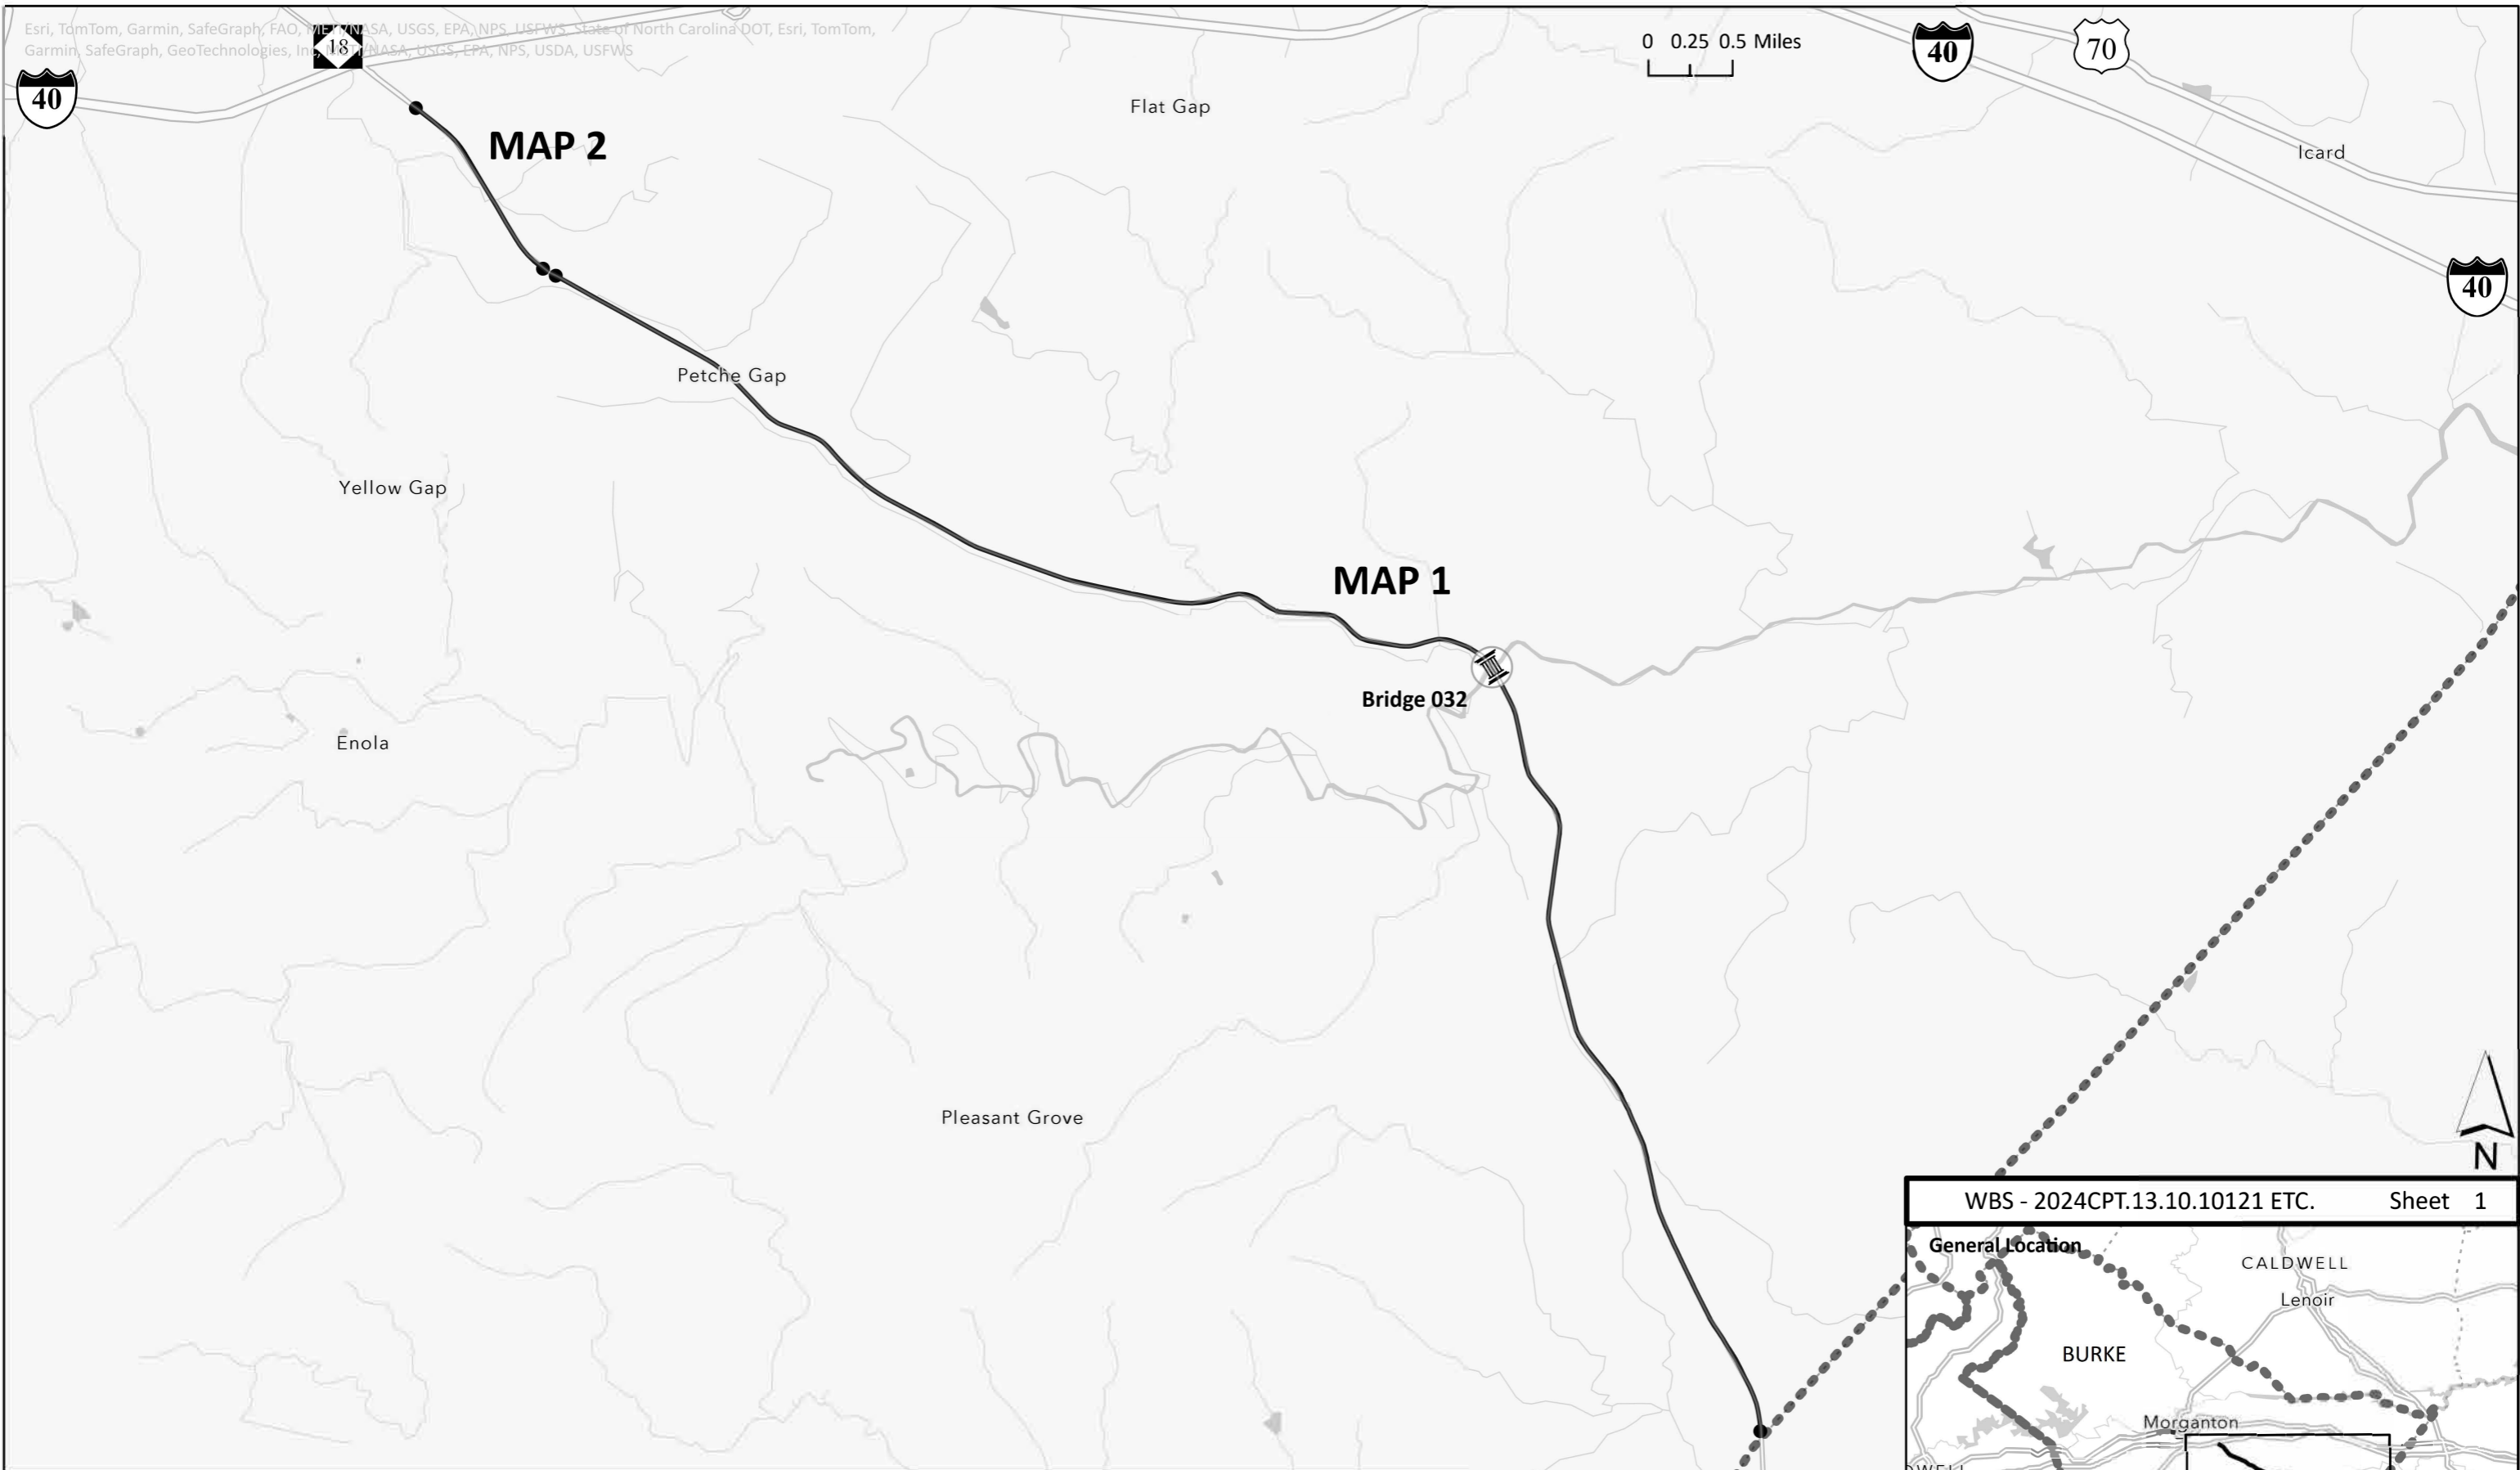 Esri, TomTom, Garmin, SafeGraph, FAO, METI/NASA, USGS, EPA, NPS, USFWS, State of North Carolina DOT, Esri, TomTom,
Garmin, SafeGraph, GeoTechnologies, Inc, METI/NASA, USGS, EPA, NPS, USDA, USFWS
18
40
0 0.25 0.5 Miles
40
70
Flat Gap
MAP 2
Icard
40
Petche Gap
Yellow Gap
MAP 1
Bridge 032
Enola
Pleasant Grove
N
WBS - 2024CPT.13.10.10121 ETC. Sheet 1
General Location
CALDWELL
Lenoir
BURKE
Morganton